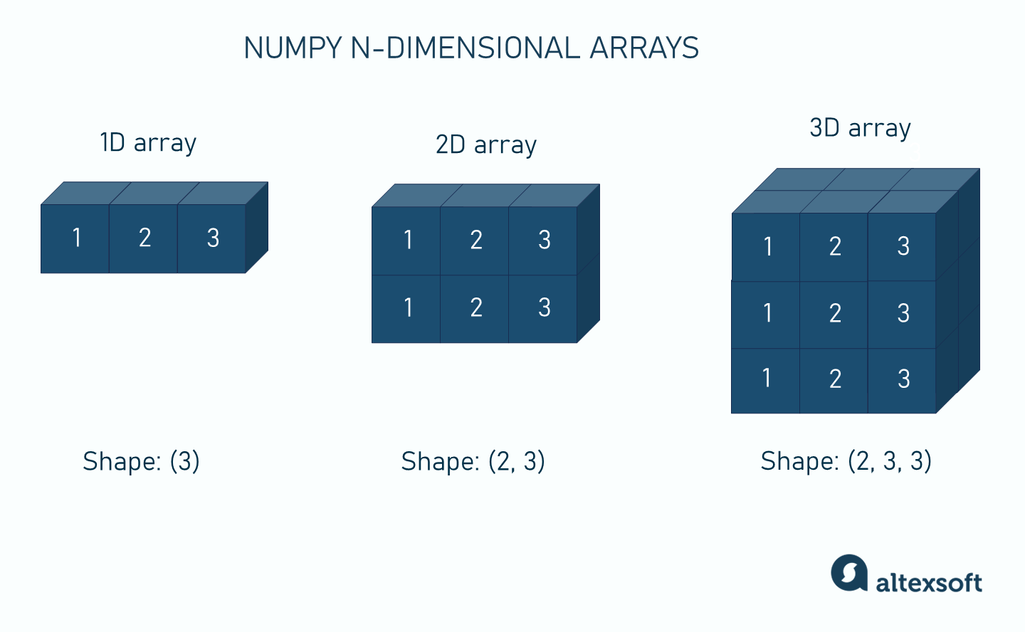 NUMPY N-DIMENSIONAL ARRAYS
1D array
1 2 3
Shape: (3)
2D array
1 2 3
1 2 3
Shape: (2, 3)
3D array
1 2 3
1 2 3
1 2 3
Shape: (2, 3, 3)
altexsoft